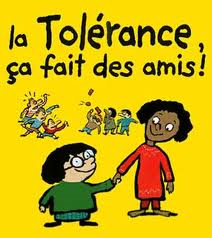 la Tolérance,
ça fait des amis!